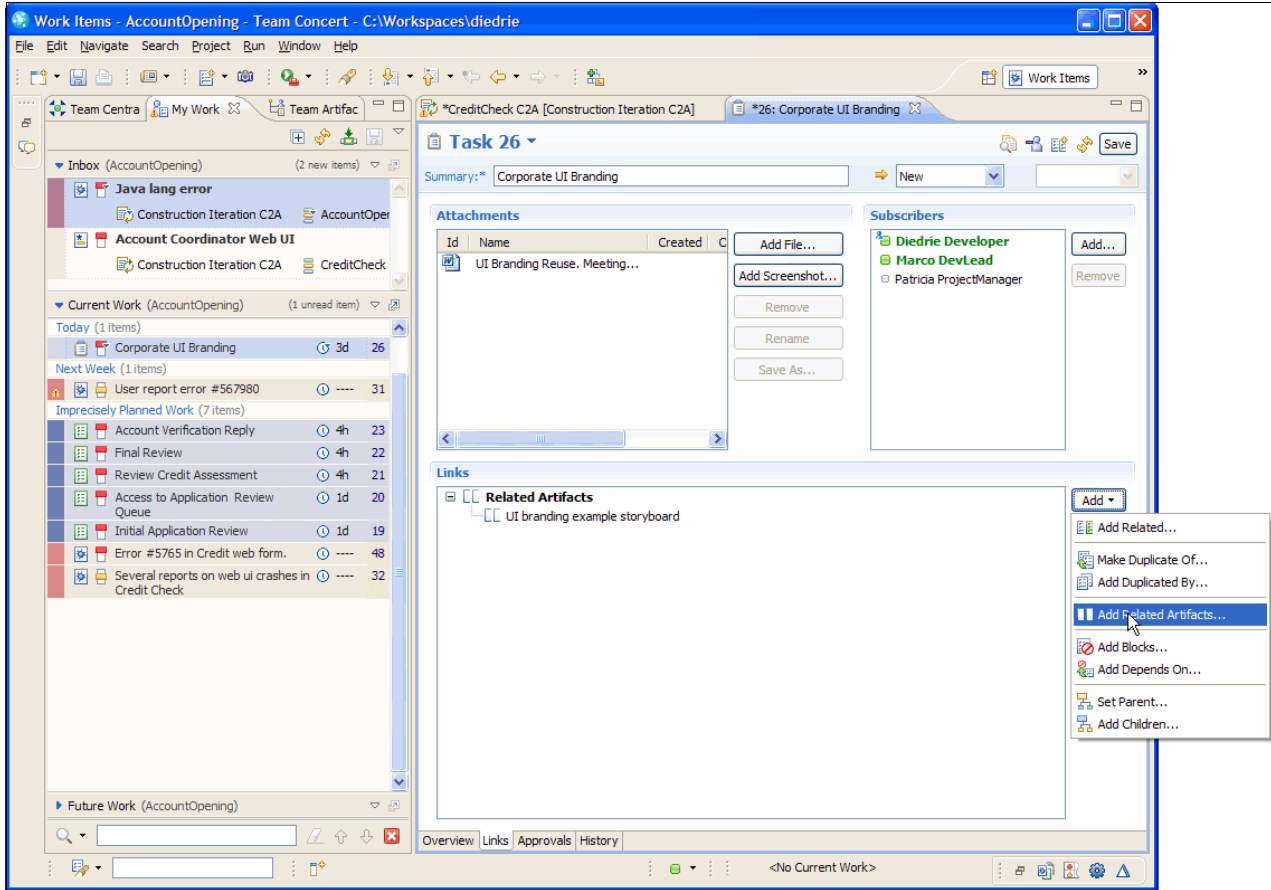 Work Items - AccountOpening - Team Concert - C:\Workspaces\diedrie
File Edit Navigate Search Project Run Window Help
Work Items
»
Team Centra My Work Team Artifac
*CreditCheck C2A [Construction Iteration C2A] *26: Corporate UI Branding
Task 26
Save
Inbox (AccountOpening) (2 new items)
Summary:* Corporate UI Branding New
Java lang error
Construction Iteration C2A AccountOper
Account Coordinator Web UI
Construction Iteration C2A CreditCheck
Current Work (AccountOpening) (1 unread item)
Today (1 items)
Corporate UI Branding 3d 26
Next Week (1 items)
User report error #567980 ---- 31
Imprecisely Planned Work (7 items)
Account Verification Reply 4h 23
Final Review 4h 22
Review Credit Assessment 4h 21
Access to Application Review
Queue 1d 20
Initial Application Review 1d 19
Error #5765 in Credit web form. ---- 48
Several reports on web ui crashes in
Credit Check ---- 32
Future Work (AccountOpening)
Attachments
Id Name Created C
UI Branding Reuse. Meeting...
Add File...
Add Screenshot...
Remove
Rename
Save As...
Subscribers
Diedrie Developer
Marco DevLead
Patricia ProjectManager
Add...
Remove
Links
Related Artifacts
UI branding example storyboard
Add
Add Related...
Make Duplicate Of...
Add Duplicated By...
Add Related Artifacts...
Add Blocks...
Add Depends On...
Set Parent...
Add Children...
Overview Links Approvals History
<No Current Work>